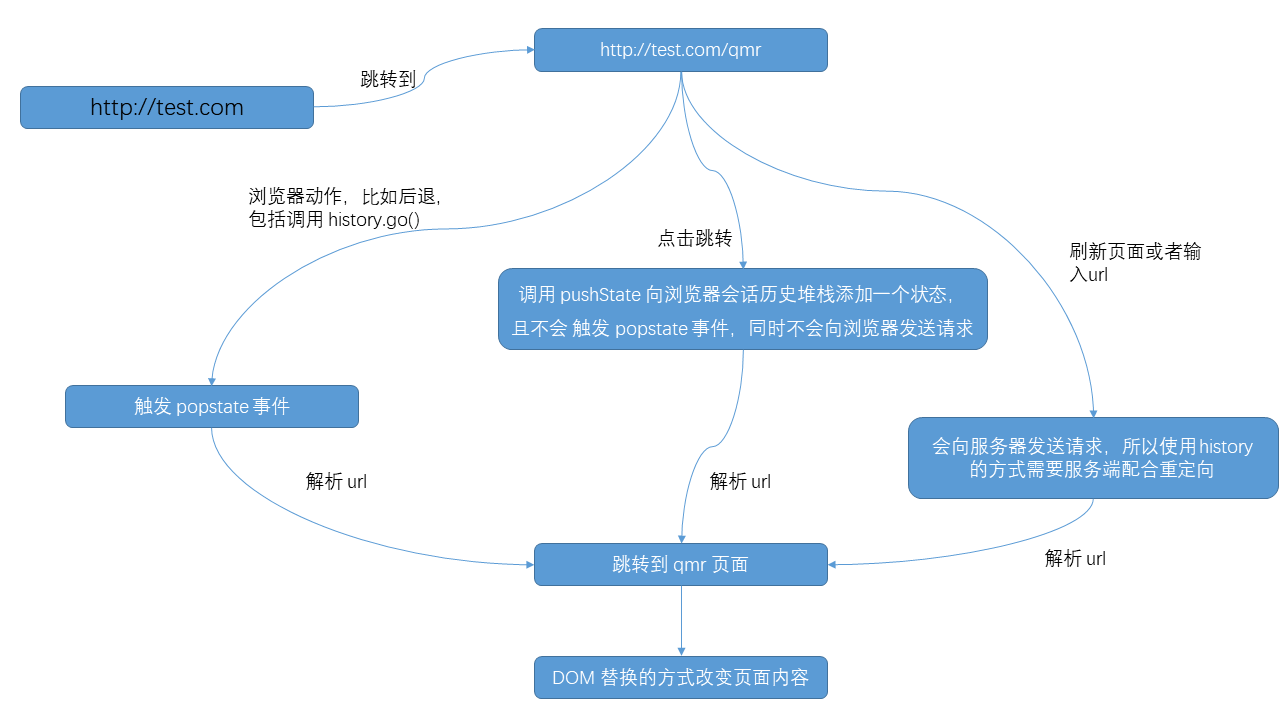 http://test.com/qmr
跳转到
http://test.com
浏览器动作，比如后退，
包括调用 history.go()
点击跳转
刷新页面或者输
入url
调用 pushState 向浏览器会话历史堆栈添加一个状态，
且不会 触发 popstate 事件，同时不会向浏览器发送请求
触发 popstate 事件
会向服务器发送请求，所以使用history
的方式需要服务端配合重定向
解析 url
解析 url
解析 url
跳转到 qmr 页面
DOM 替换的方式改变页面内容